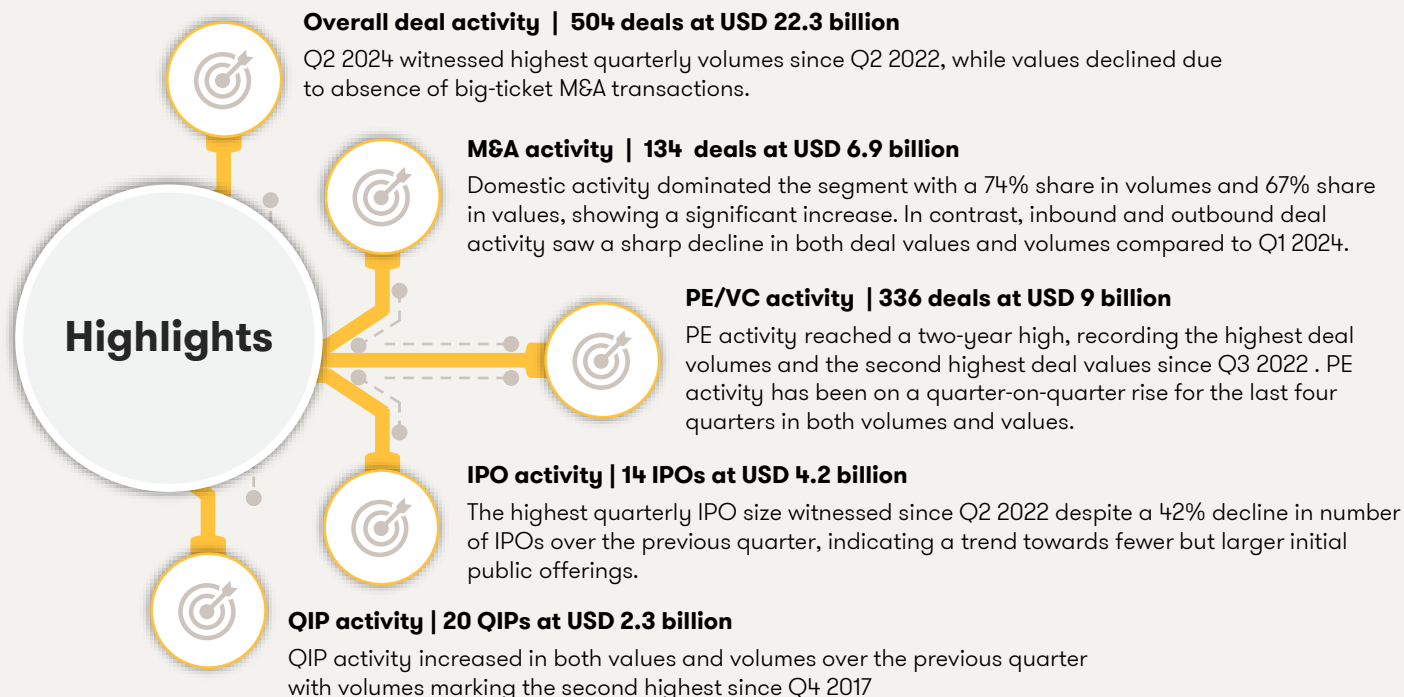 Overall deal activity | 504 deals at USD 22.3 billion
Q2 2024 witnessed highest quarterly volumes since Q2 2022, while values declined due
to absence of big-ticket M&A transactions.
M&A activity | 134 deals at USD 6.9 billion
Domestic activity dominated the segment with a 74% share in volumes and 67% share
in values, showing a significant increase. In contrast, inbound and outbound deal
activity saw a sharp decline in both deal values and volumes compared to Q1 2024.
Highlights
PE/VC activity | 336 deals at USD 9 billion
PE activity reached a two-year high, recording the highest deal
volumes and the second highest deal values since Q3 2022 . PE
activity has been on a quarter-on-quarter rise for the last four
quarters in both volumes and values.
IPO activity | 14 IPOs at USD 4.2 billion
The highest quarterly IPO size witnessed since Q2 2022 despite a 42% decline in number
of IPOs over the previous quarter, indicating a trend towards fewer but larger initial
public offerings.
QIP activity | 20 QIPs at USD 2.3 billion
QIP activity increased in both values and volumes over the previous quarter
with volumes marking the second highest since Q4 2017